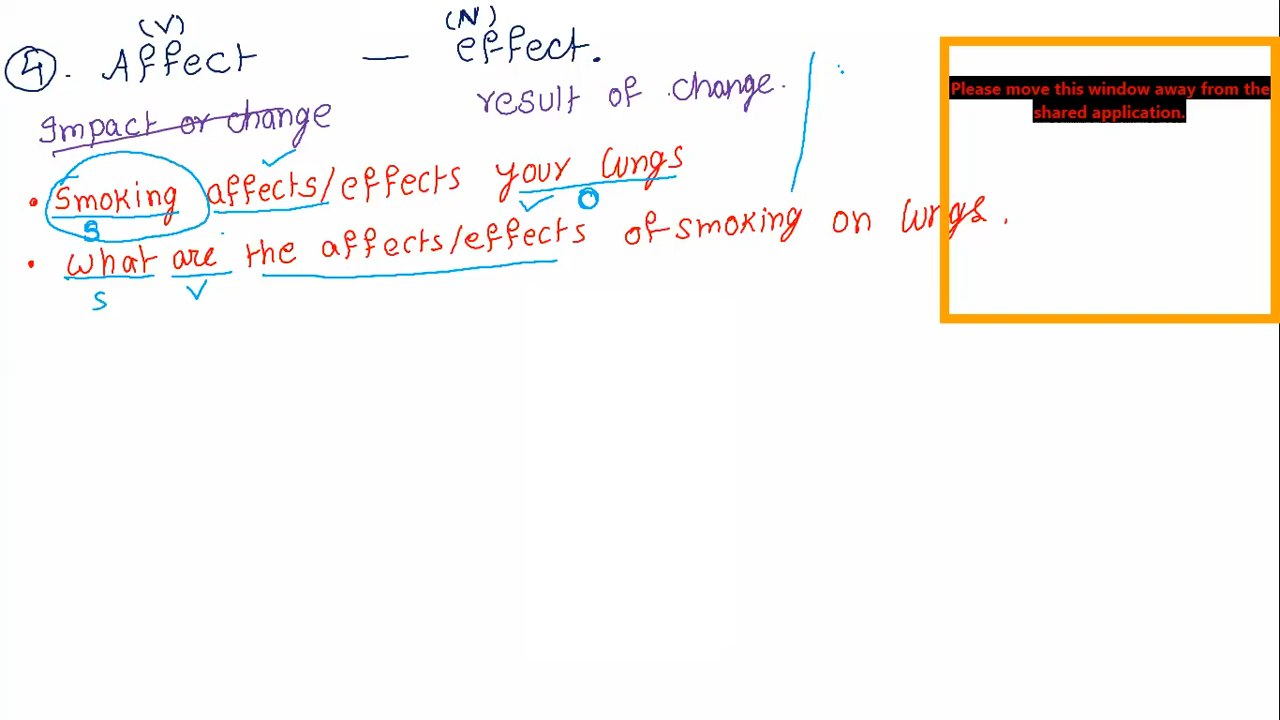 (V) (N)
4. Affect — effect.
Impact or change result of change.
• Smoking affects/effects your lungs
S O
• What are the affects/effects of smoking on lungs.
S V
Please move this window away from the
shared application.